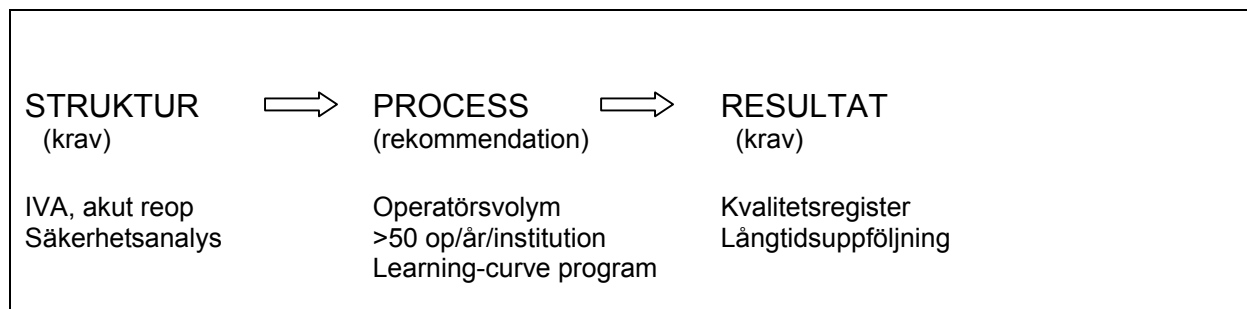 STRUKTUR
(krav)
IVA, akut reop
Säkerhetsanalys
PROCESS
(rekommendation)
Operatörsvolym
>50 op/år/institution
Learning-curve program
RESULTAT
(krav)
Kvalitetsregister
Långtidsuppföljning